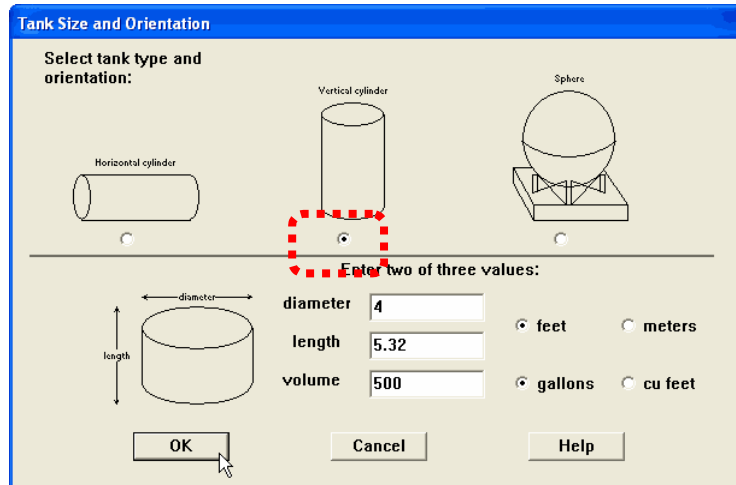 Tank Size and Orientation
Select tank type and
orientation:
Vertical cylinder
Sphere
Horizontal cylinder
Enter two of three values:
diameter
length
diameter 4
length 5.32
volume 500
feet meters
gallons cu feet
OK Cancel Help